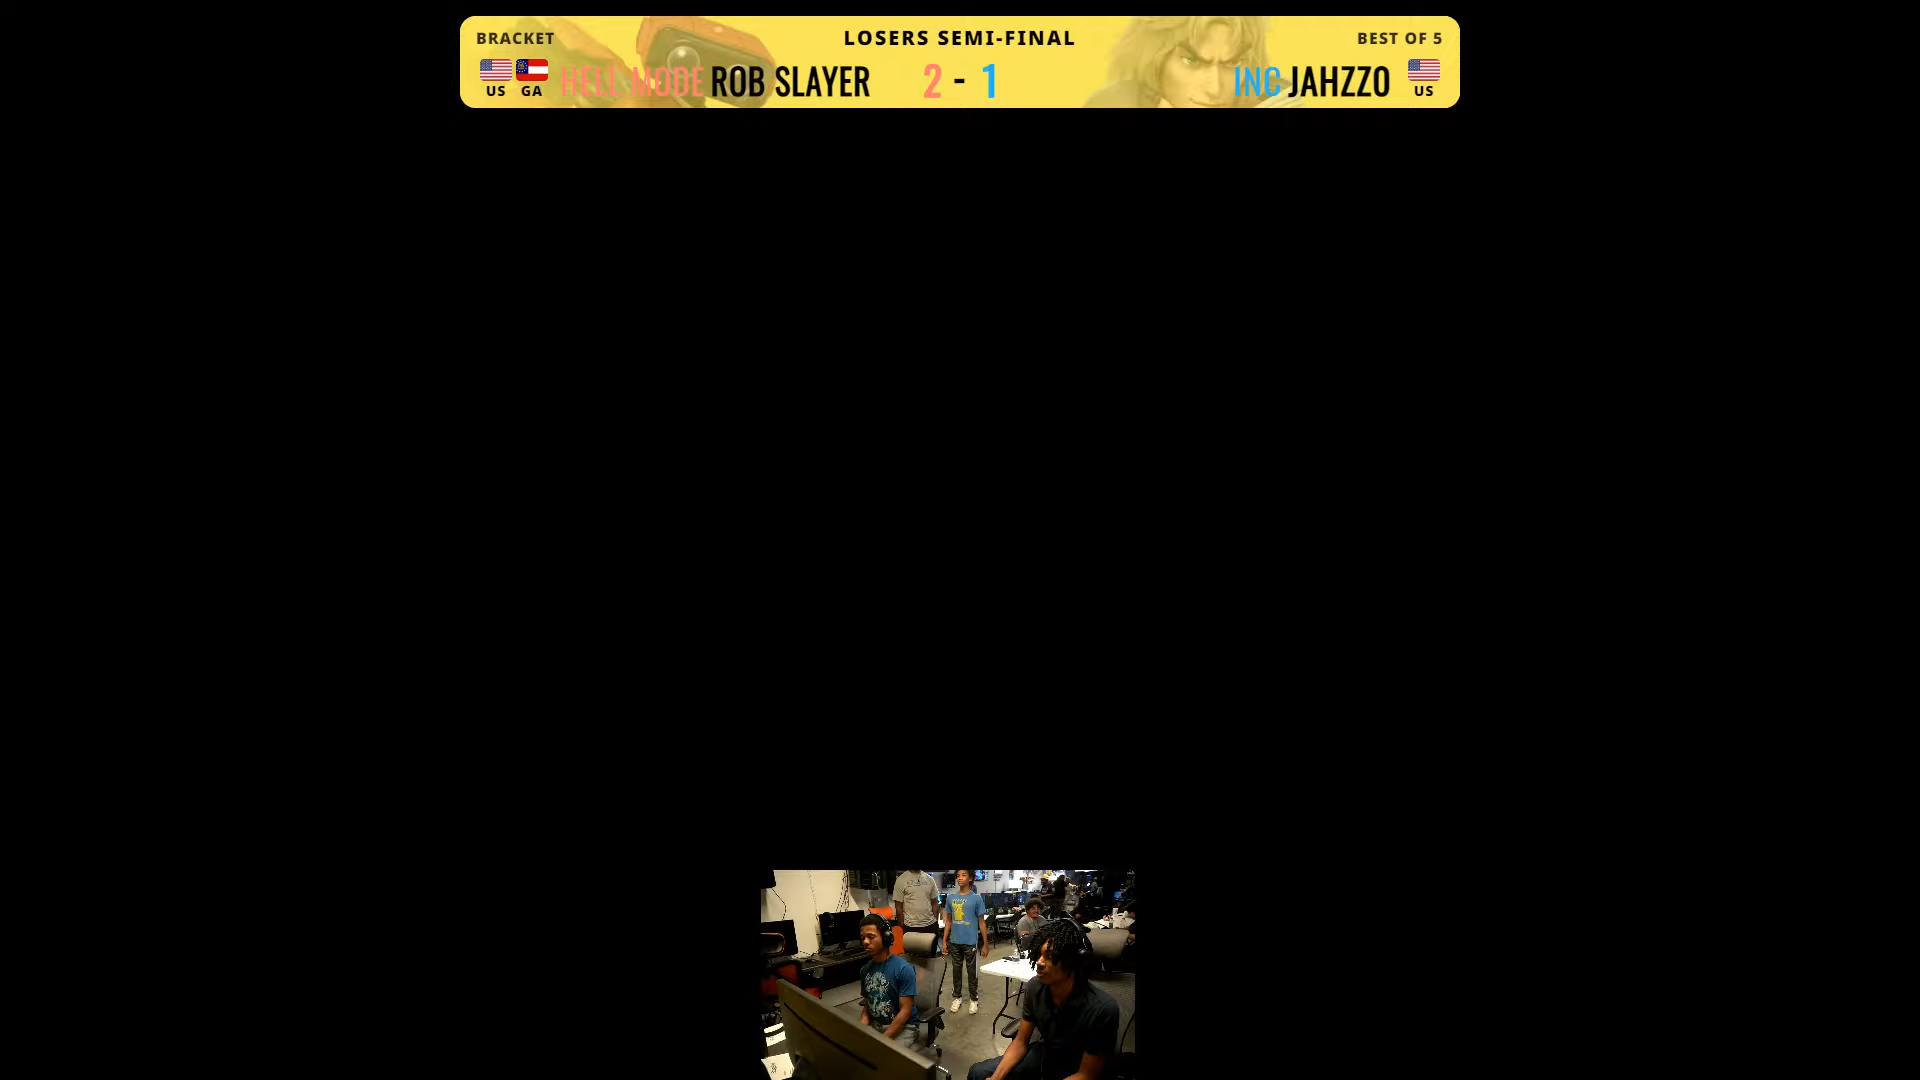 BRACKET
LOSERS SEMI-FINAL
BEST OF 5
US GA HELL MODE ROB SLAYER 2 - 1 INC JAHZZO US